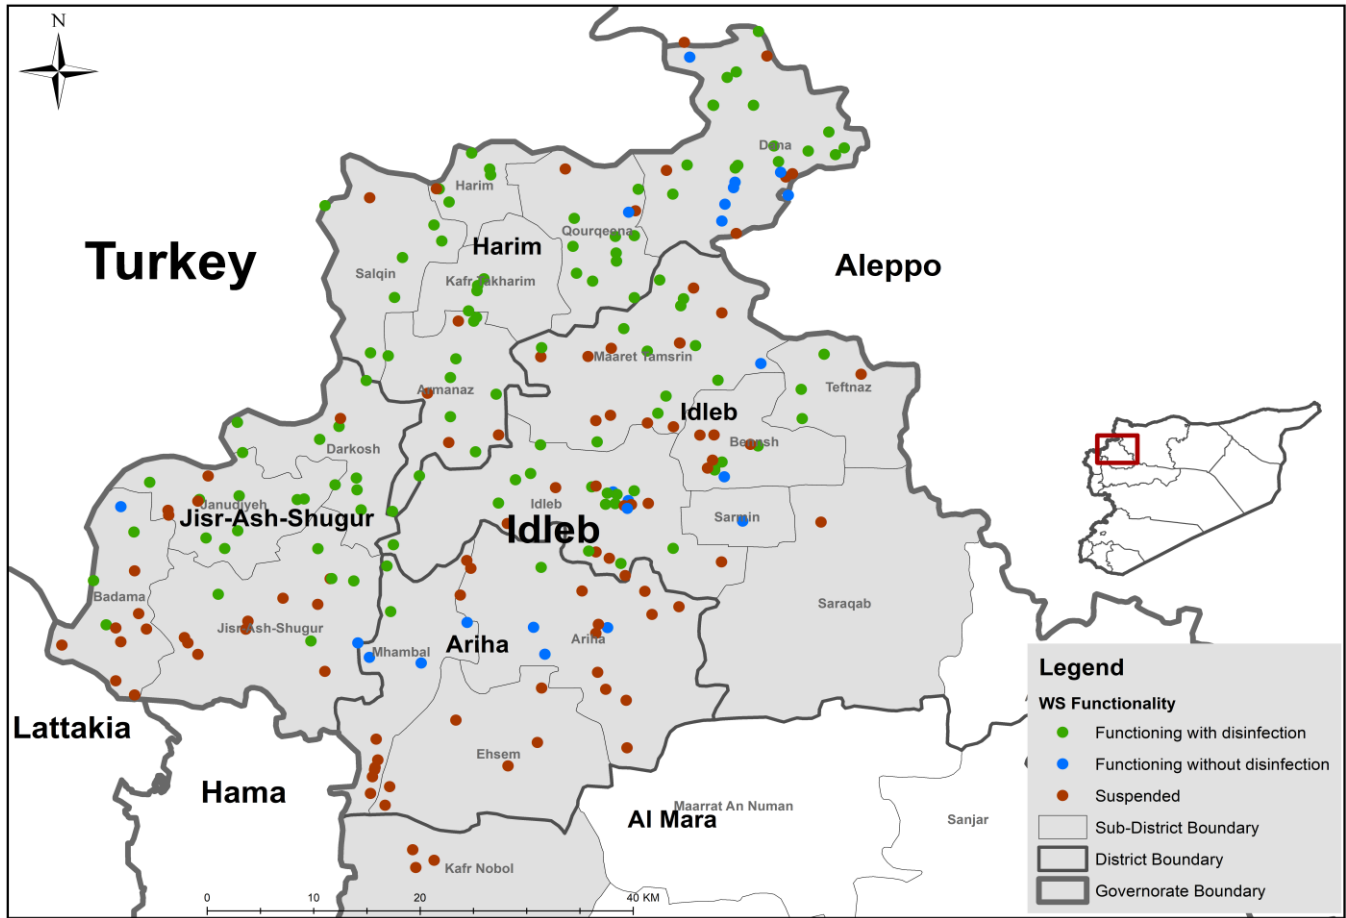 N
Dana
Harim
Turkey
Harim
Qourqeena
Aleppo
Salqin
Kafr Takharim
Maaret Tamsrin
Teftnaz
Armanaz
Idleb
Darkosh
Bennsh
Janudiyeh
Idleb
Sarmin
Jisr-Ash-Shugur
Idleb
Badama
Saraqab
Jisr-Ash-Shugur
Mhambal
Ariha
Ariha
Lattakia
Ehsem
Hama
Maarrat An Numan
Al Mara
Sanjar
Kafr Nobol
0 10 20 40 KM
Legend
WS Functionality
Functioning with disinfection
Functioning without disinfection
Suspended
Sub-District Boundary
District Boundary
Governorate Boundary